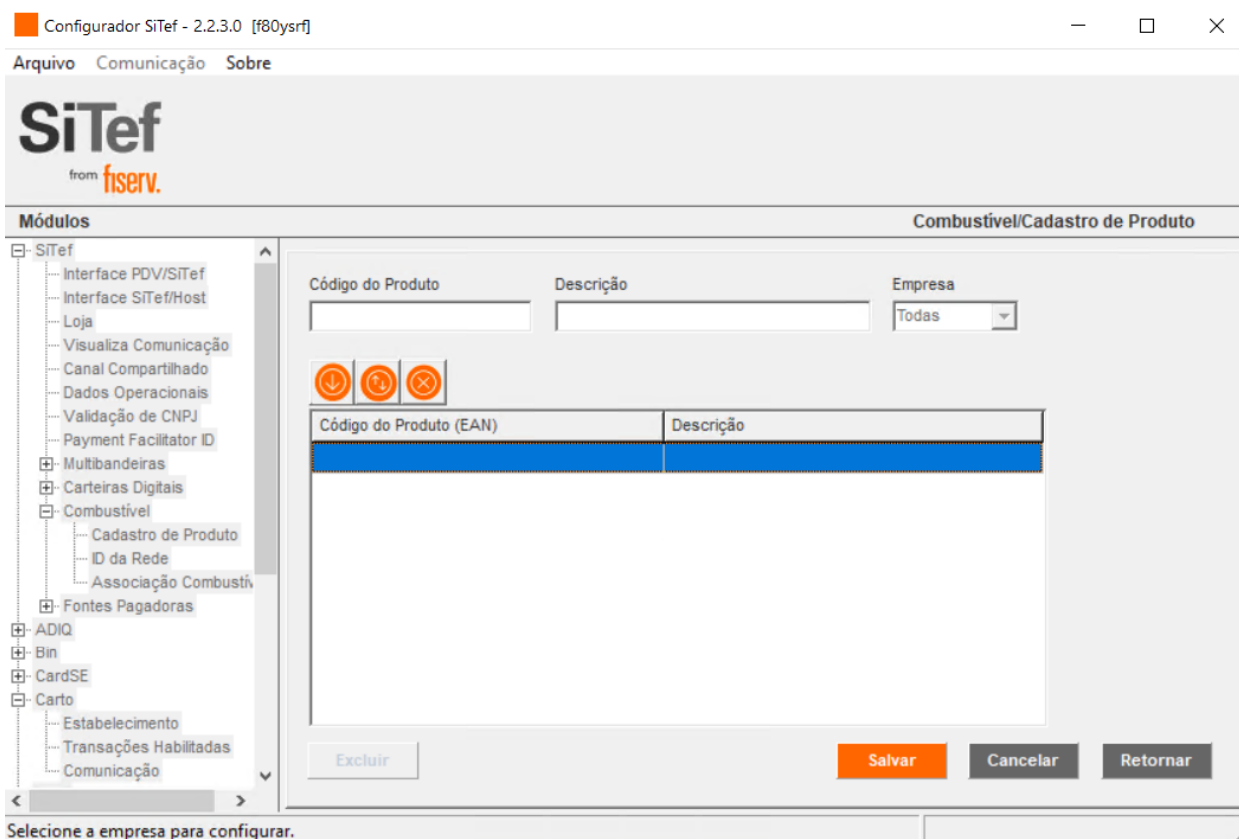 Configurador SiTef - 2.2.3.0 [f80ysrf]
Arquivo Comunicação Sobre
SiTef
from fiserv.
Módulos
Combustível/Cadastro de Produto
SiTef
Interface PDV/SiTef
Interface SiTef/Host
Loja
Visualiza Comunicação
Canal Compartilhado
Dados Operacionais
Validação de CNPJ
Payment Facilitator ID
Multibandeiras
Carteiras Digitais
Combustível
Cadastro de Produto
ID da Rede
Associação Combustív
Fontes Pagadoras
ADIQ
Bin
CardSE
Carto
Estabelecimento
Transações Habilitadas
Comunicação
Código do Produto Descrição Empresa
Todas
Código do Produto (EAN) Descrição
Excluir Salvar Cancelar Retornar
Selecione a empresa para configurar.